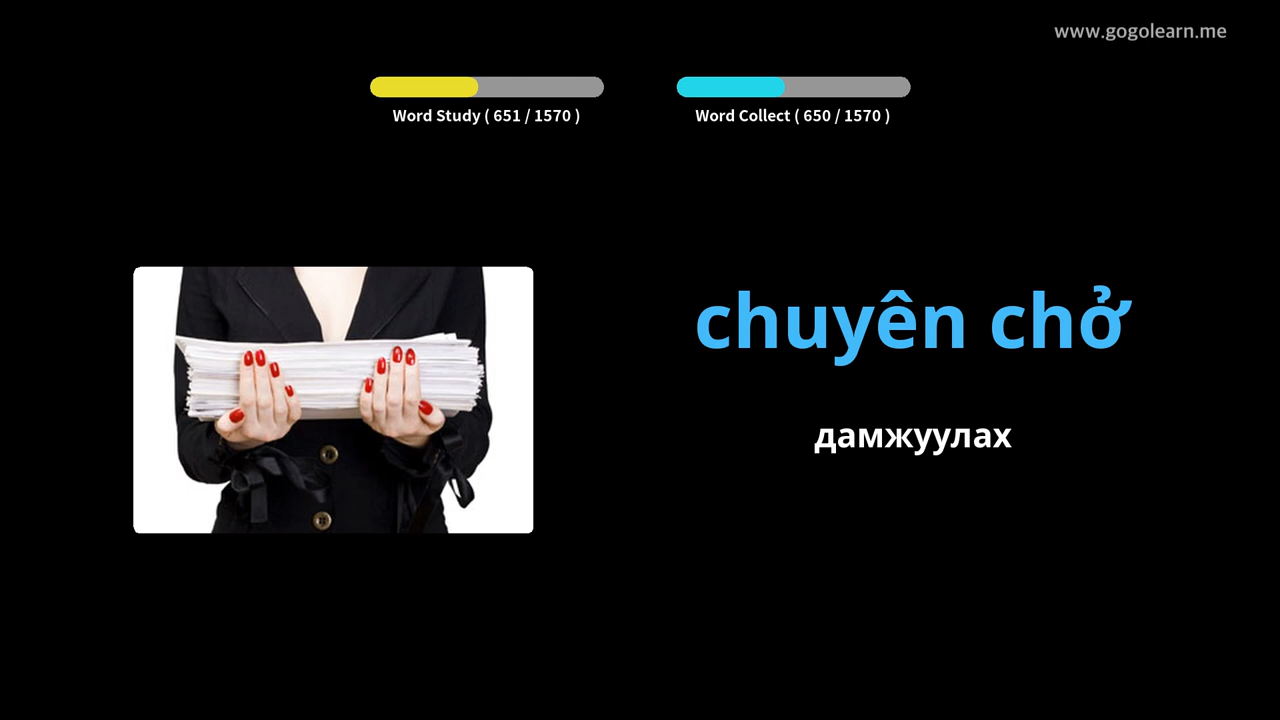 www.gogolearn.me
Word Study ( 651 / 1570 )
Word Collect ( 650 / 1570 )
chuyên chở
дамжуулах